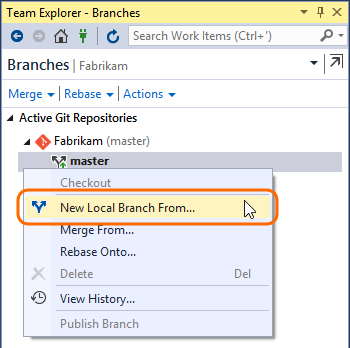 Team Explorer - Branches
Search Work Items (Ctrl+')
Branches | Fabrikam
Merge | Rebase | Actions
Active Git Repositories
Fabrikam (master)
master
Checkout
New Local Branch From...
Merge From...
Rebase Onto...
Delete Del
View History...
Publish Branch